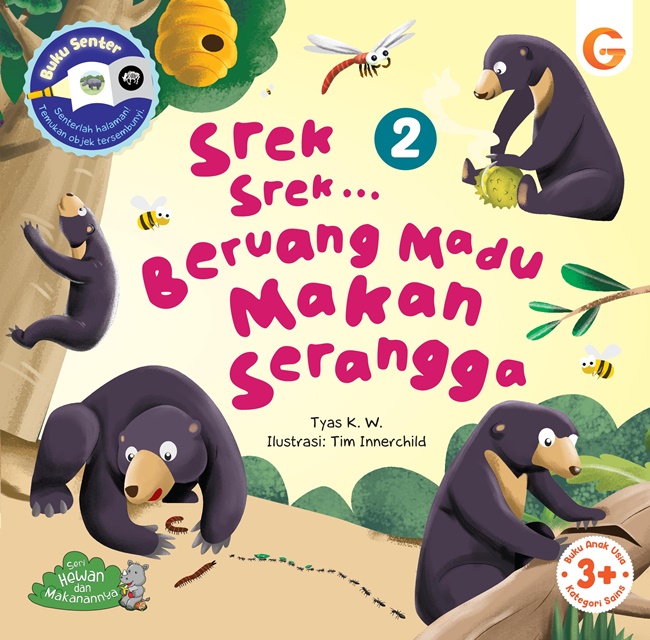 Buku Senter
Senterlah halaman!
Temukan objek tersembunyi.
G
2
Srek
Srek...
Beruang Madu
Makan
Serangga
Tyas K. W.
Ilustrasi: Tim Innerchild
Seri
Hewan
dan
Makanannya
Buku Anak Usia
3+
Kategori Sains